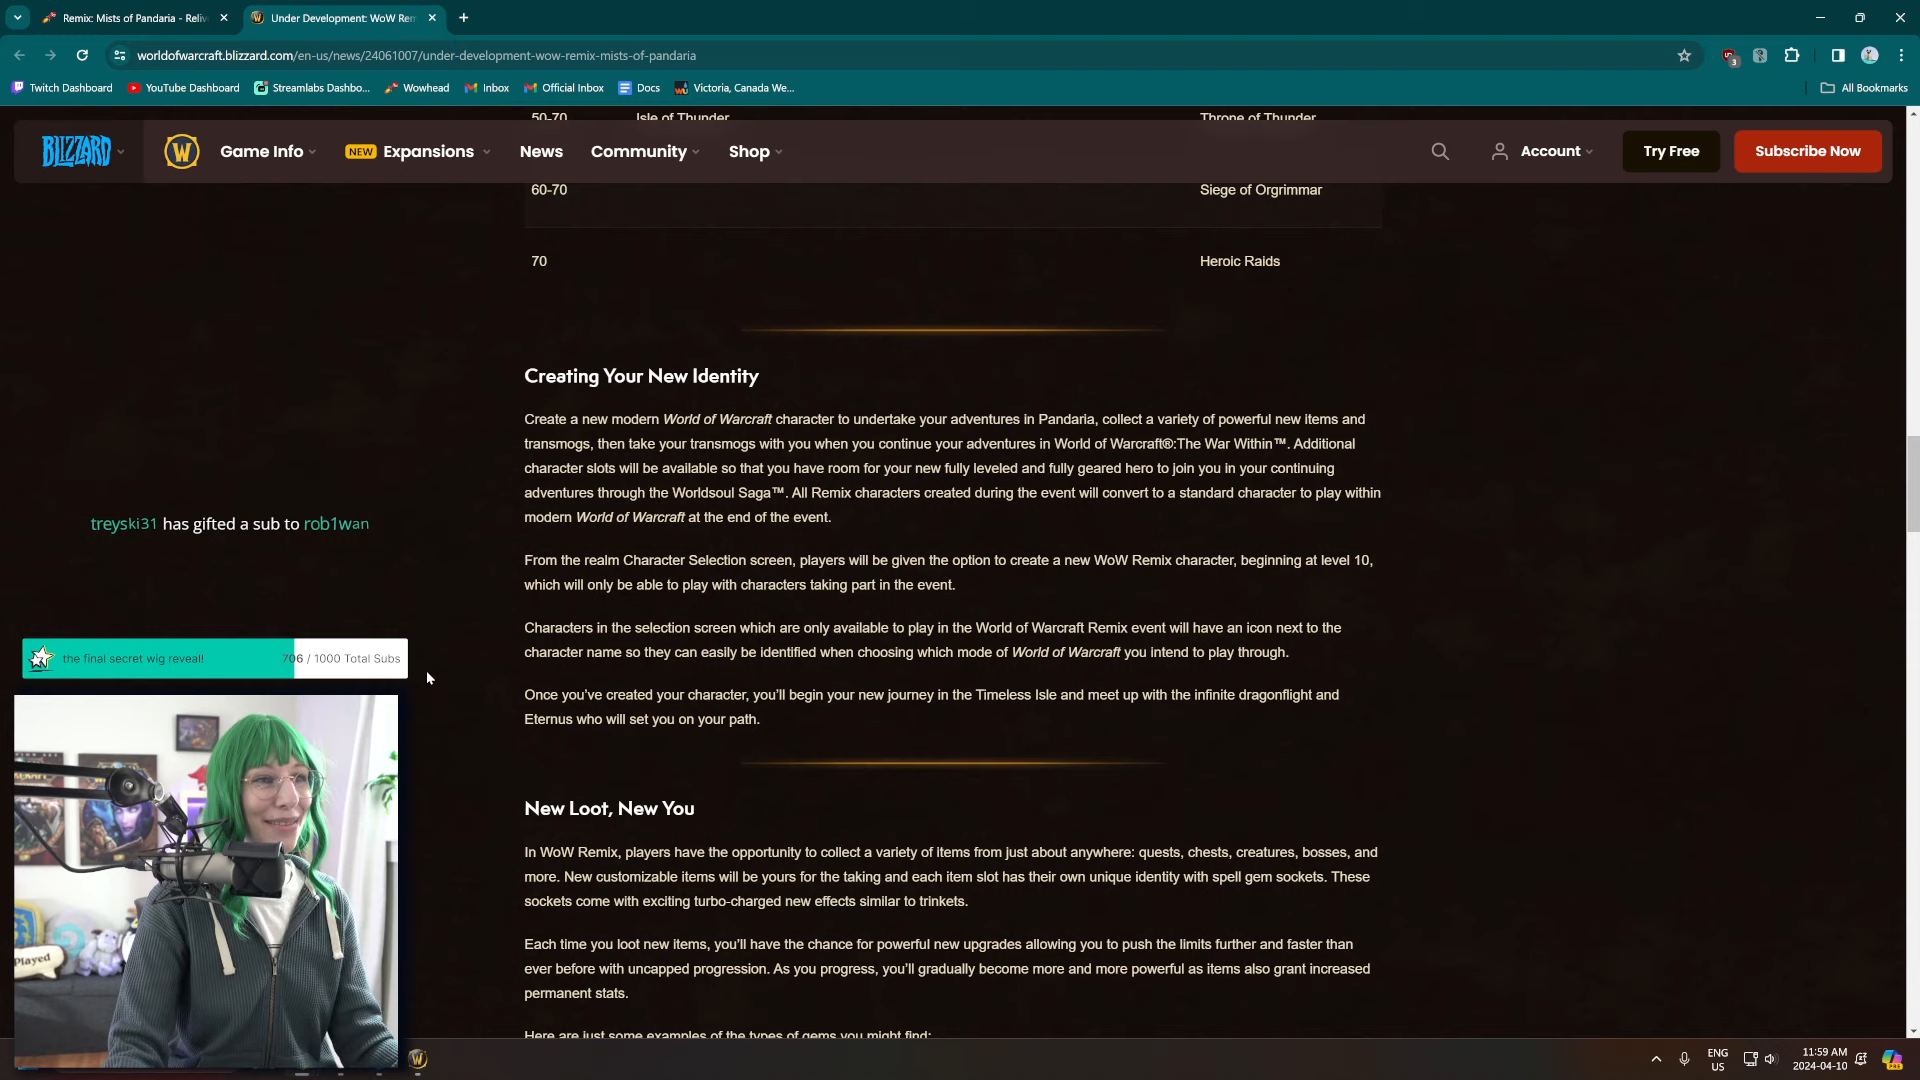 Remix: Mists of Pandaria - Reliv
Under Development: WoW Rem
worldofwarcraft.blizzard.com/en-us/news/24061007/under-development-wow-remix-mists-of-pandaria
3
Twitch Dashboard
YouTube Dashboard
Streamlabs Dashbo...
Wowhead
Inbox
Official Inbox
Docs
Victoria, Canada We...
All Bookmarks
50-70 Isle of Thunder Throne of Thunder
BLIZZARD
W
Game Info
NEW Expansions
News
Community
Shop
Account
Try Free
Subscribe Now
60-70 Siege of Orgrimmar
70 Heroic Raids
Creating Your New Identity
Create a new modern World of Warcraft character to undertake your adventures in Pandaria, collect a variety of powerful new items and
transmogs, then take your transmogs with you when you continue your adventures in World of Warcraft®:The War Within™. Additional
character slots will be available so that you have room for your new fully leveled and fully geared hero to join you in your continuing
adventures through the Worldsoul Saga™. All Remix characters created during the event will convert to a standard character to play within
modern World of Warcraft at the end of the event.
From the realm Character Selection screen, players will be given the option to create a new WoW Remix character, beginning at level 10,
which will only be able to play with characters taking part in the event.
Characters in the selection screen which are only available to play in the World of Warcraft Remix event will have an icon next to the
character name so they can easily be identified when choosing which mode of World of Warcraft you intend to play through.
Once you've created your character, you'll begin your new journey in the Timeless Isle and meet up with the infinite dragonflight and
Eternus who will set you on your path.
New Loot, New You
In WoW Remix, players have the opportunity to collect a variety of items from just about anywhere: quests, chests, creatures, bosses, and
more. New customizable items will be yours for the taking and each item slot has their own unique identity with spell gem sockets. These
sockets come with exciting turbo-charged new effects similar to trinkets.
Each time you loot new items, you'll have the chance for powerful new upgrades allowing you to push the limits further and faster than
ever before with uncapped progression. As you progress, you'll gradually become more and more powerful as items also grant increased
permanent stats.
Here are just some examples of the types of gems you might find:
treyski31 has gifted a sub to rob1wan
the final secret wig reveal! 706 / 1000 Total Subs
Played
W
ENG
US
11:59 AM
2024-04-10
PRE